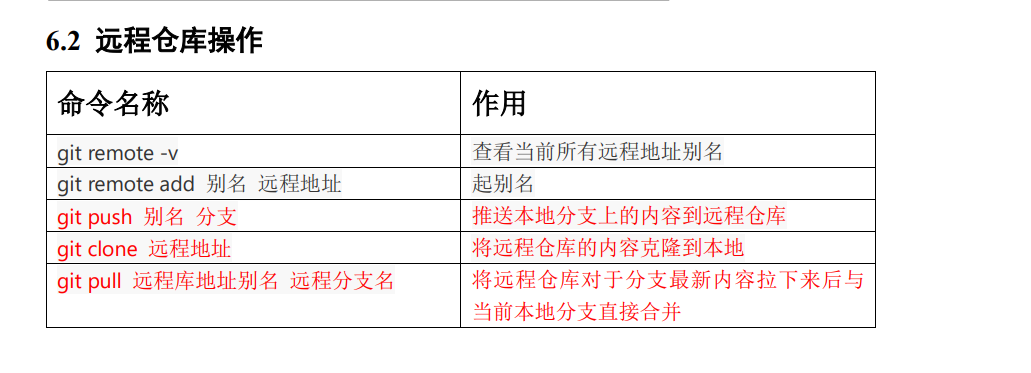 6.2 远程仓库操作
命令名称 作用
git remote -v 查看当前所有远程地址别名
git remote add 别名 远程地址 起别名
git push 别名 分支 推送本地分支上的内容到远程仓库
git clone 远程地址 将远程仓库的内容克隆到本地
git pull 远程库地址别名 远程分支名 将远程仓库对于分支最新内容拉下来后与
当前本地分支直接合并